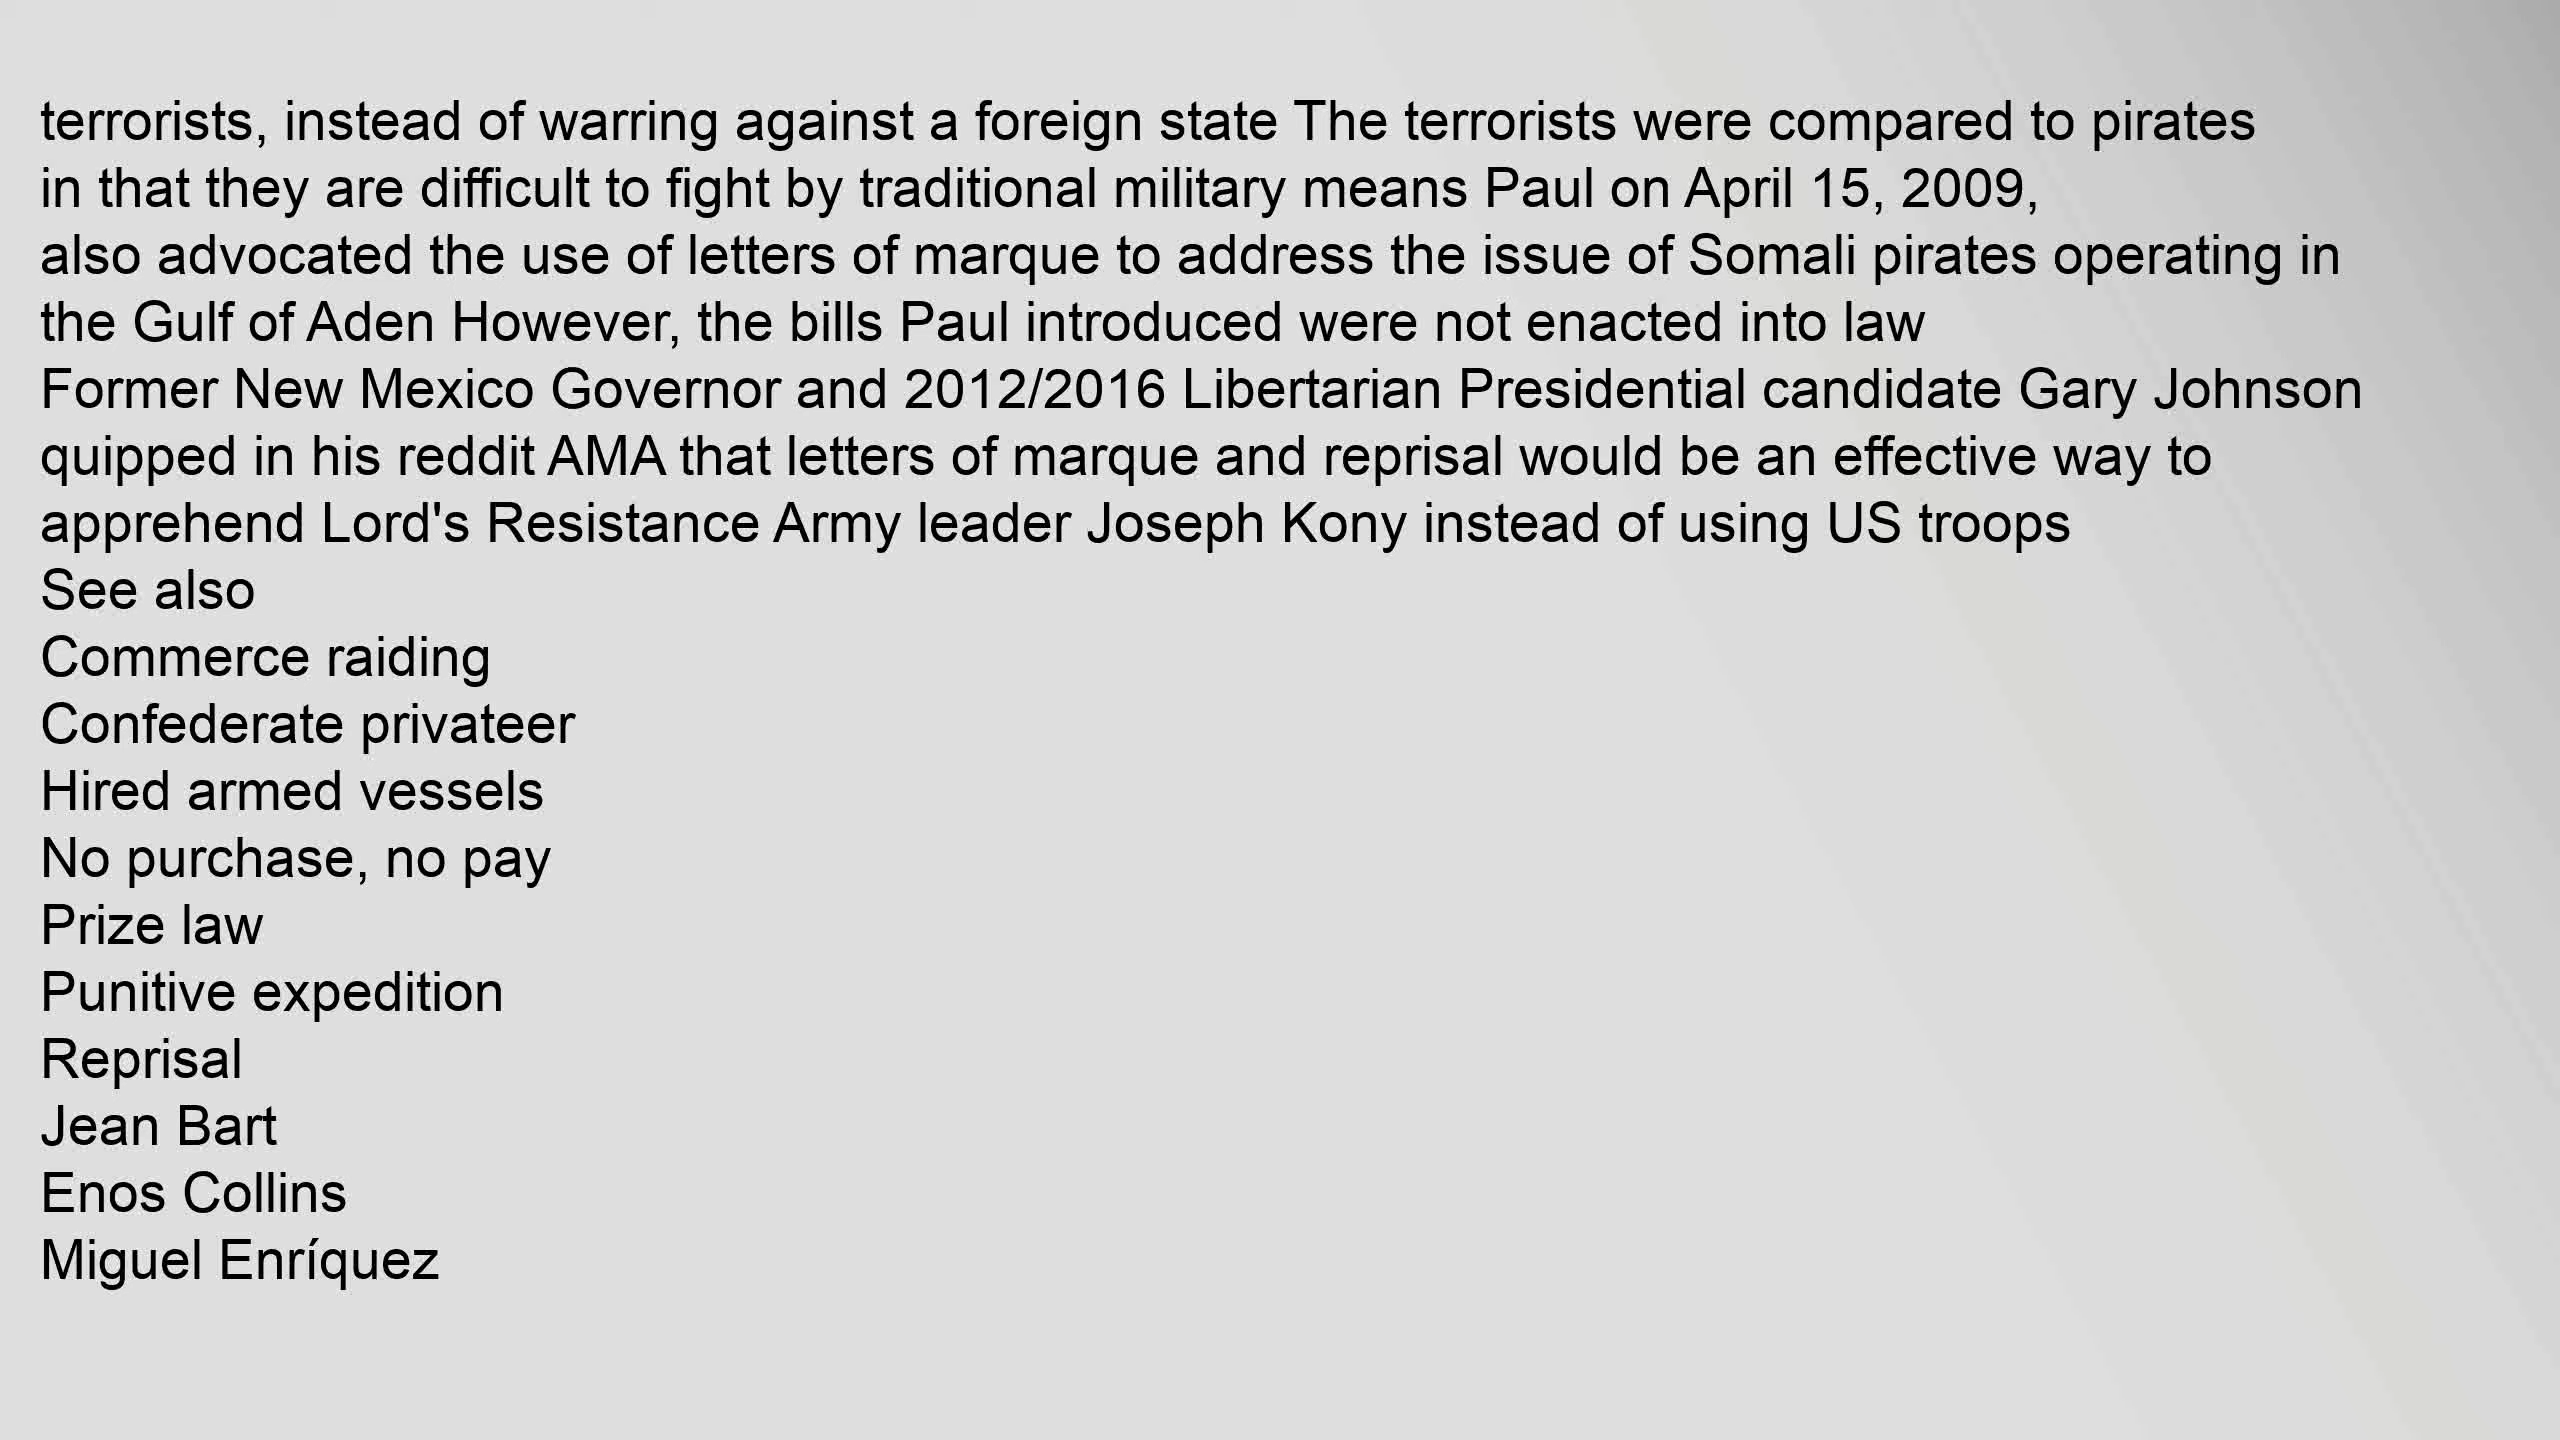 terrorists, instead of warring against a foreign state The terrorists were compared to pirates
in that they are difficult to fight by traditional military means Paul on April 15, 2009,
also advocated the use of letters of marque to address the issue of Somali pirates operating in
the Gulf of Aden However, the bills Paul introduced were not enacted into law
Former New Mexico Governor and 2012/2016 Libertarian Presidential candidate Gary Johnson
quipped in his reddit AMA that letters of marque and reprisal would be an effective way to
apprehend Lord's Resistance Army leader Joseph Kony instead of using US troops
See also
Commerce raiding
Confederate privateer
Hired armed vessels
No purchase, no pay
Prize law
Punitive expedition
Reprisal
Jean Bart
Enos Collins
Miguel Enríquez